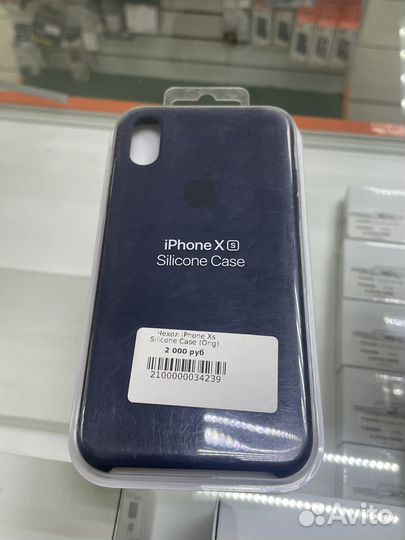 iPhone X S
Silicone Case
Чехол iPhone Xs
Silicone Case (Orig)
2 000 руб
2100000034239
Avito